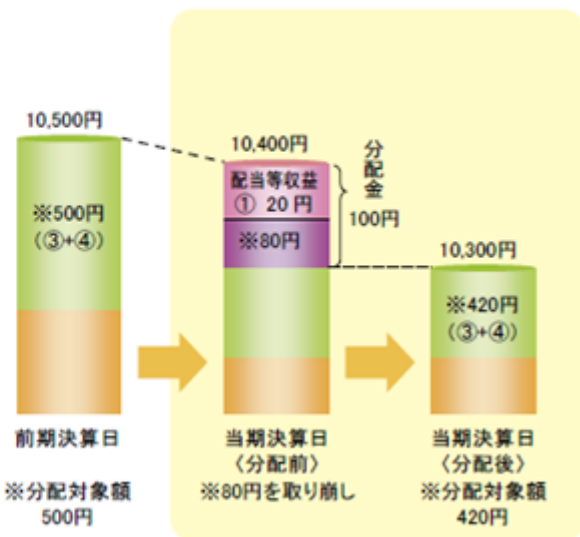 10,500円
※500円
(③+④)
前期決算日
※分配対象額
500円
10,400円
配当等収益
① 20円
※80円
分配金
100円
当期決算日
〈分配前〉
※80円を取り崩し
10,300円
※420円
(③+④)
当期決算日
〈分配後〉
※分配対象額
420円